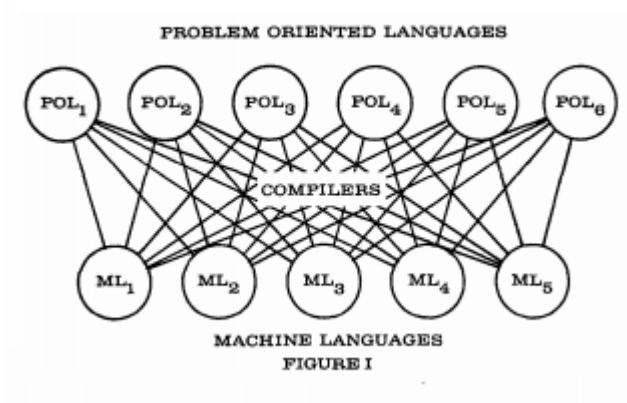 PROBLEM ORIENTED LANGUAGES
POL₁ POL₂ POL₃ POL₄ POL₅ POL₆
COMPILERS
ML₁ ML₂ ML₃ ML₄ ML₅
MACHINE LANGUAGES
FIGURE I